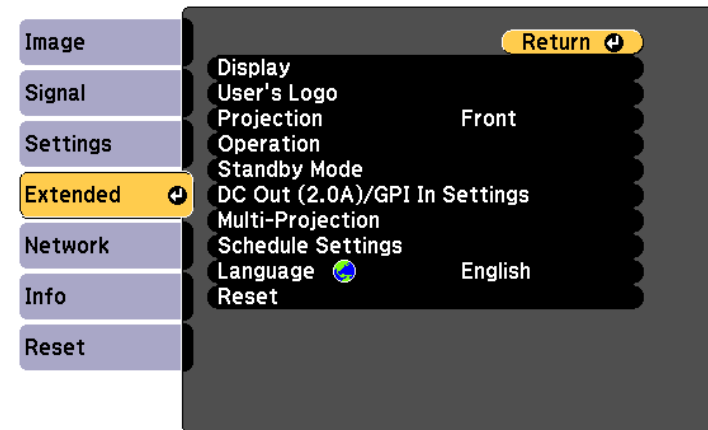 Image
Signal
Settings
Extended
Network
Info
Reset
Return
Display
User's Logo
Projection Front
Operation
Standby Mode
DC Out (2.0A)/GPI In Settings
Multi-Projection
Schedule Settings
Language English
Reset